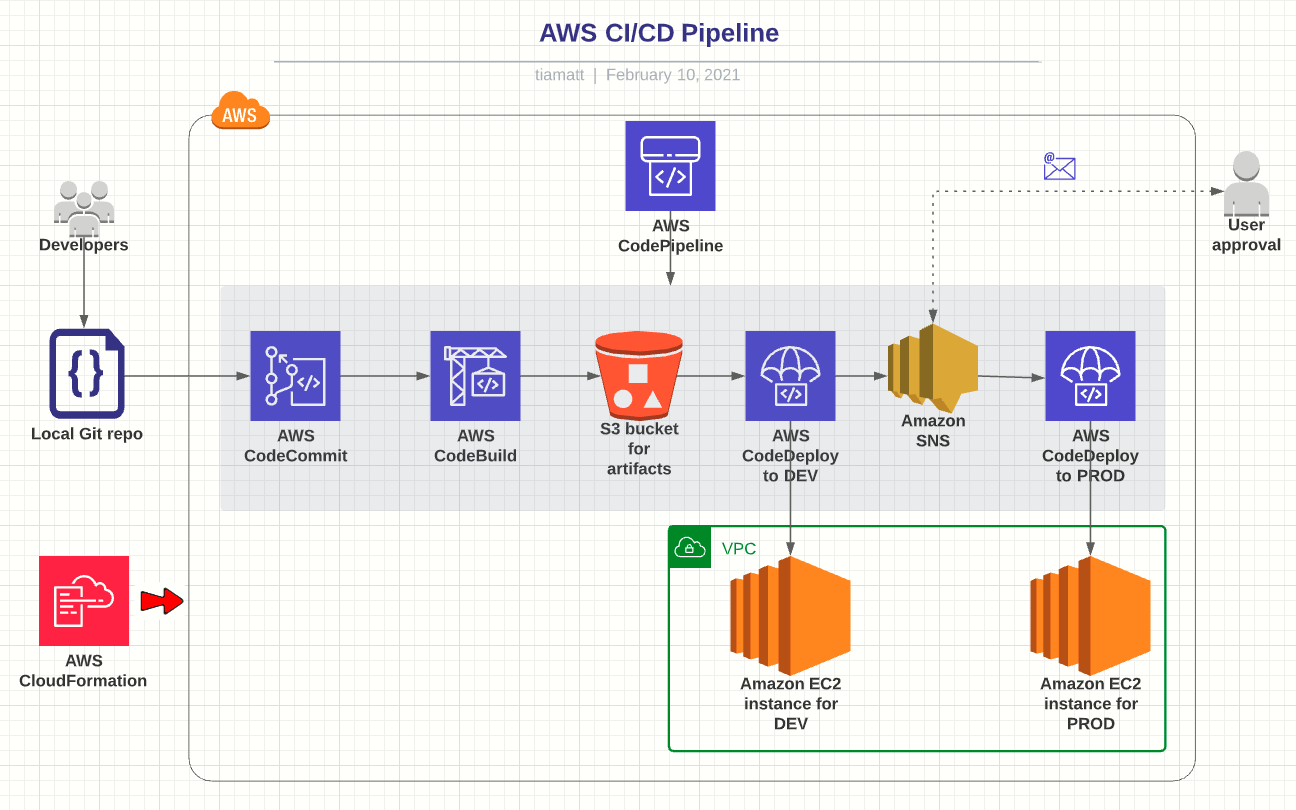 AWS CI/CD Pipeline
tiamatt | February 10, 2021
AWS
@
AWS
CodePipeline
Developers
User
approval
{}
</>
</>
</>
</>
</>
Local Git repo
AWS
CodeCommit
AWS
CodeBuild
S3 bucket
for
artifacts
AWS
CodeDeploy
to DEV
Amazon
SNS
AWS
CodeDeploy
to PROD
VPC
AWS
CloudFormation
Amazon EC2
instance for
DEV
Amazon EC2
instance for
PROD